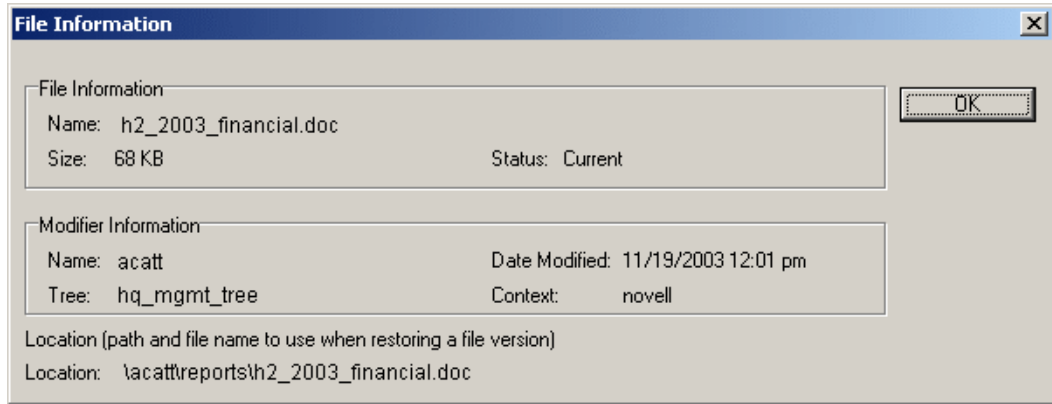 File Information
File Information
OK
Name: h2_2003_financial.doc
Size: 68 KB Status: Current
Modifier Information
Name: acatt Date Modified: 11/19/2003 12:01 pm
Tree: hq_mgmt_tree Context: novell
Location (path and file name to use when restoring a file version)
Location: \acatt\reports\h2_2003_financial.doc